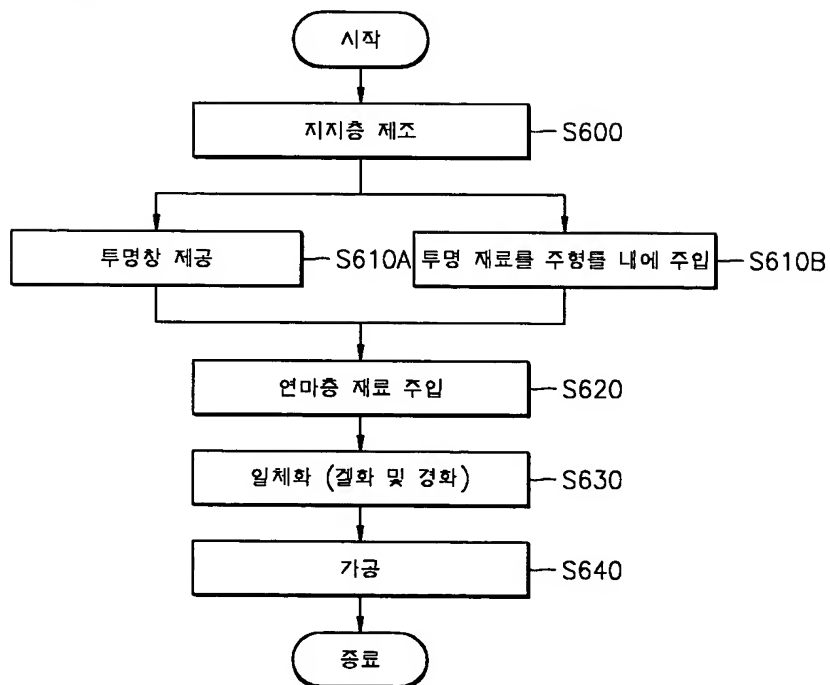 시작
지지층 제조
S600
투명창 제공
S610A
투명 재료를 주형틀 내에 주입
S610B
연마층 재료 주입
S620
일체화 (겔화 및 경화)
S630
가공
S640
종료